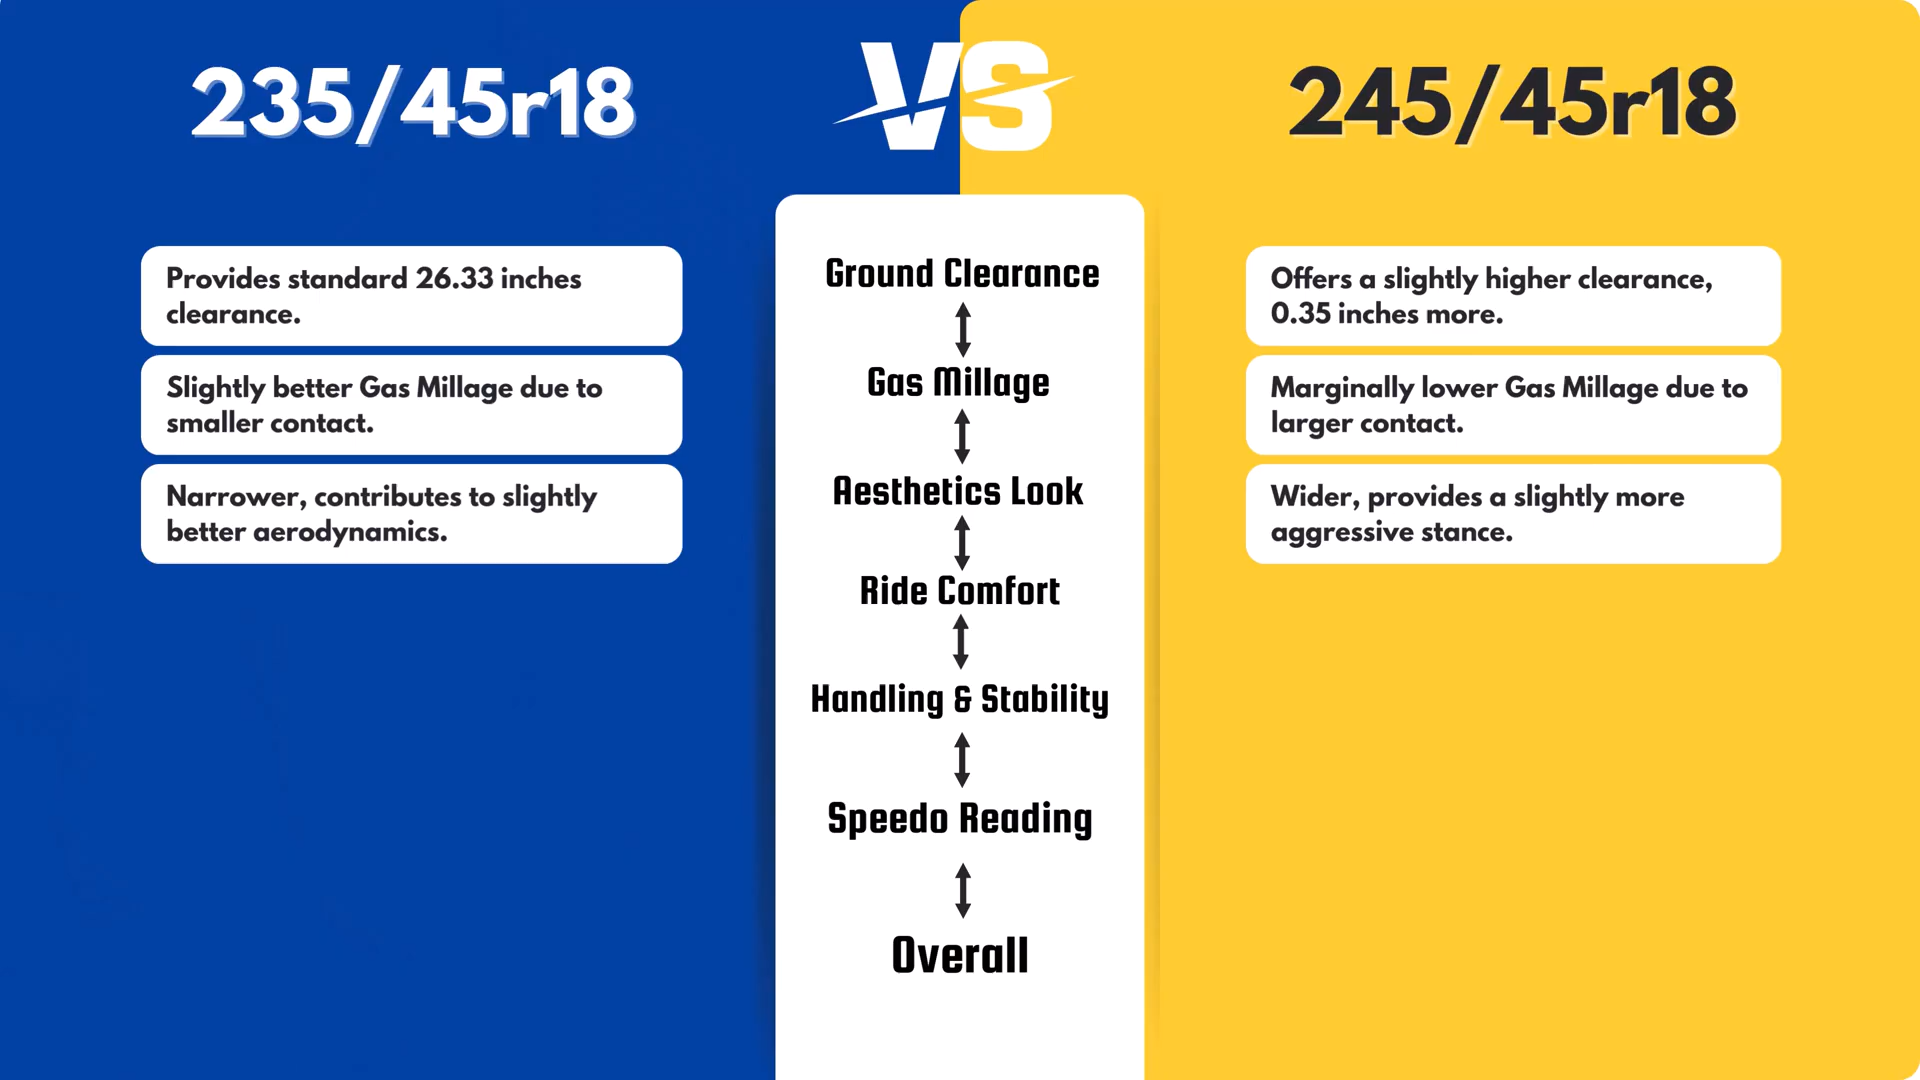 235/45r18
VS
245/45r18
Provides standard 26.33 inches
clearance.
Ground Clearance
Offers a slightly higher clearance,
0.35 inches more.
Slightly better Gas Millage due to
smaller contact.
Gas Millage
Marginally lower Gas Millage due to
larger contact.
Narrower, contributes to slightly
better aerodynamics.
Aesthetics Look
Wider, provides a slightly more
aggressive stance.
Ride Comfort
Handling & Stability
Speedo Reading
Overall